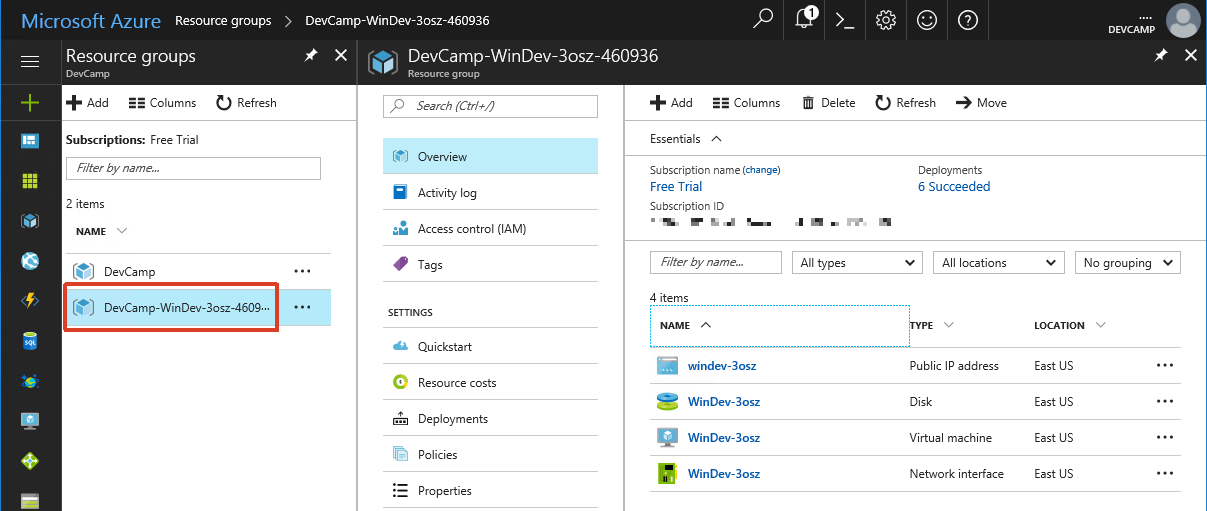 Microsoft Azure Resource groups > DevCamp-WinDev-3osz-460936
1
....
DEVCAMP
Resource groups
DevCamp
Add Columns Refresh
Subscriptions: Free Trial
Filter by name...
2 items
NAME
DevCamp ...
DevCamp-WinDev-3osz-4609... ...
DevCamp-WinDev-3osz-460936
Resource group
Search (Ctrl+/)
Overview
Activity log
Access control (IAM)
Tags
SETTINGS
Quickstart
Resource costs
Deployments
Policies
Properties
Add Columns Delete Refresh Move
Essentials
Subscription name (change)
Free Trial
Deployments
6 Succeeded
Subscription ID
Filter by name... All types All locations No grouping
4 items
NAME TYPE LOCATION
windev-3osz Public IP address East US ...
WinDev-3osz Disk East US ...
WinDev-3osz Virtual machine East US ...
WinDev-3osz Network interface East US ...